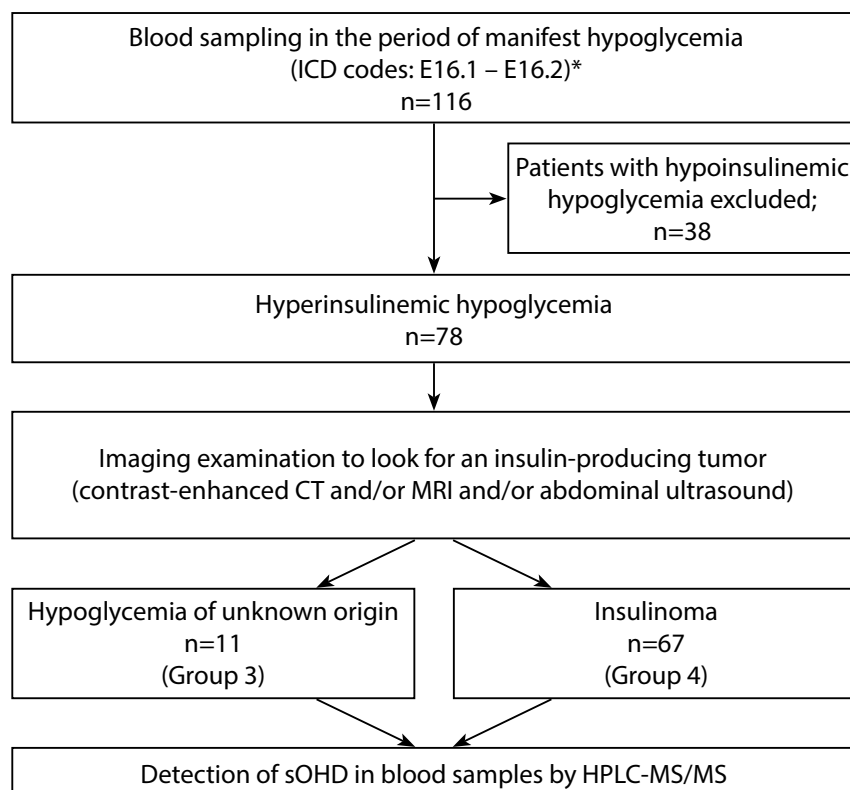 Blood sampling in the period of manifest hypoglycemia
(ICD codes: E16.1 – E16.2)*
n=116
Patients with hypoinsulinemic
hypoglycemia excluded;
n=38
Hyperinsulinemic hypoglycemia
n=78
Imaging examination to look for an insulin-producing tumor
(contrast-enhanced CT and/or MRI and/or abdominal ultrasound)
Hypoglycemia of unknown origin
n=11
(Group 3)
Insulinoma
n=67
(Group 4)
Detection of sOHD in blood samples by HPLC-MS/MS